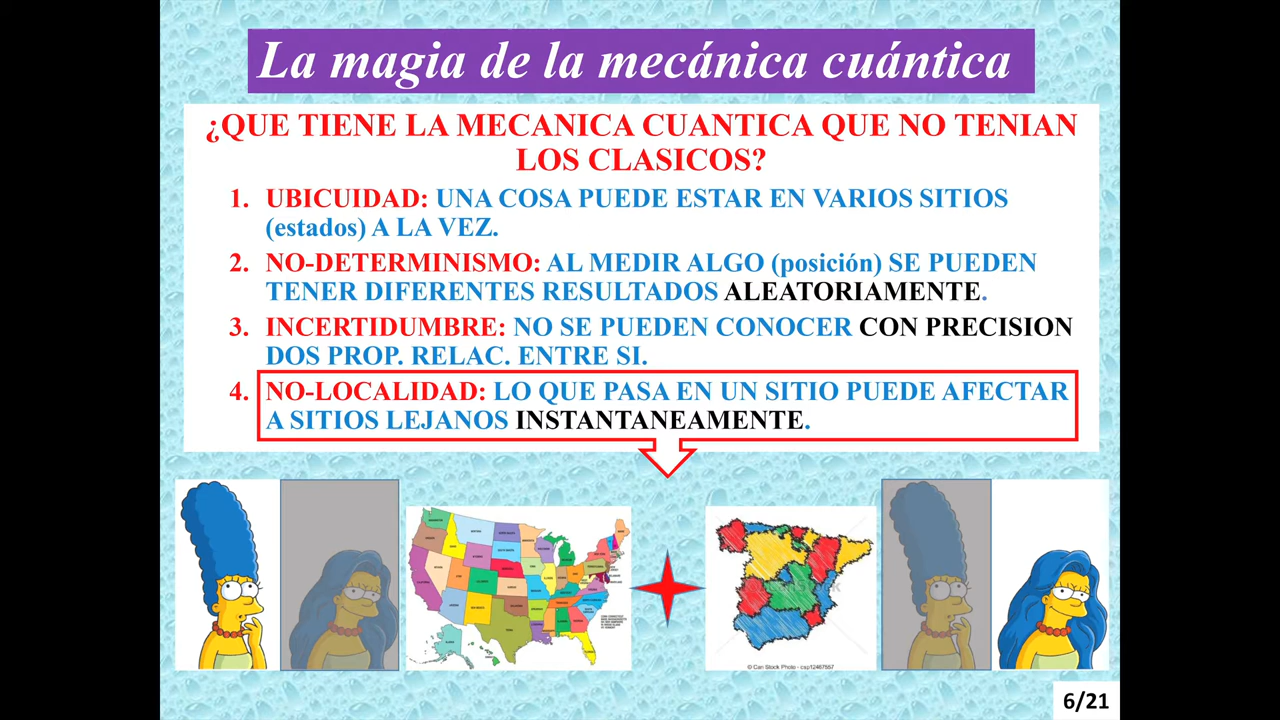 La magia de la mecánica cuántica
¿QUE TIENE LA MECANICA CUANTICA QUE NO TENIAN
LOS CLASICOS?
1. UBICUIDAD: UNA COSA PUEDE ESTAR EN VARIOS SITIOS
(estados) A LA VEZ.
2. NO-DETERMINISMO: AL MEDIR ALGO (posición) SE PUEDEN
TENER DIFERENTES RESULTADOS ALEATORIAMENTE.
3. INCERTIDUMBRE: NO SE PUEDEN CONOCER CON PRECISION
DOS PROP. RELAC. ENTRE SI.
4. NO-LOCALIDAD: LO QUE PASA EN UN SITIO PUEDE AFECTAR
A SITIOS LEJANOS INSTANTANEAMENTE.
© Can Stock Photo - csp12467557
6/21